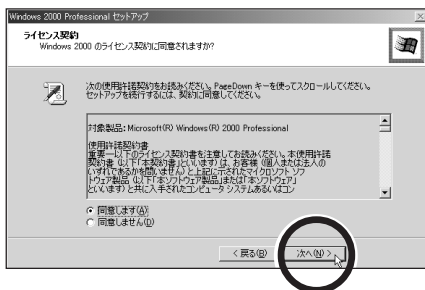 Windows 2000 Professional セットアップ
ライセンス契約
Windows 2000 のライセンス契約に同意されますか?
次の使用許諾契約をお読みください。PageDown キーを使ってスクロールしてください。
セットアップを続行するには、契約に同意してください。
対象製品: Microsoft(R) Windows(R) 2000 Professional
使用許諾契約書
重要―以下のライセンス契約書を注意してお読みください。本使用許諾
契約書 (以下「本契約書」といいます) は、お客様 (個人または法人の
いずれであるかを問いません) と上記に示されたマイクロソフト ソフ
トウェア製品 (以下「本ソフトウェア製品」または「本ソフトウェア」
といいます) と共に入手されたコンピュータ システムあるいはコン
同意します(A)
同意しません(D)
< 戻る(B)
次へ(N) >